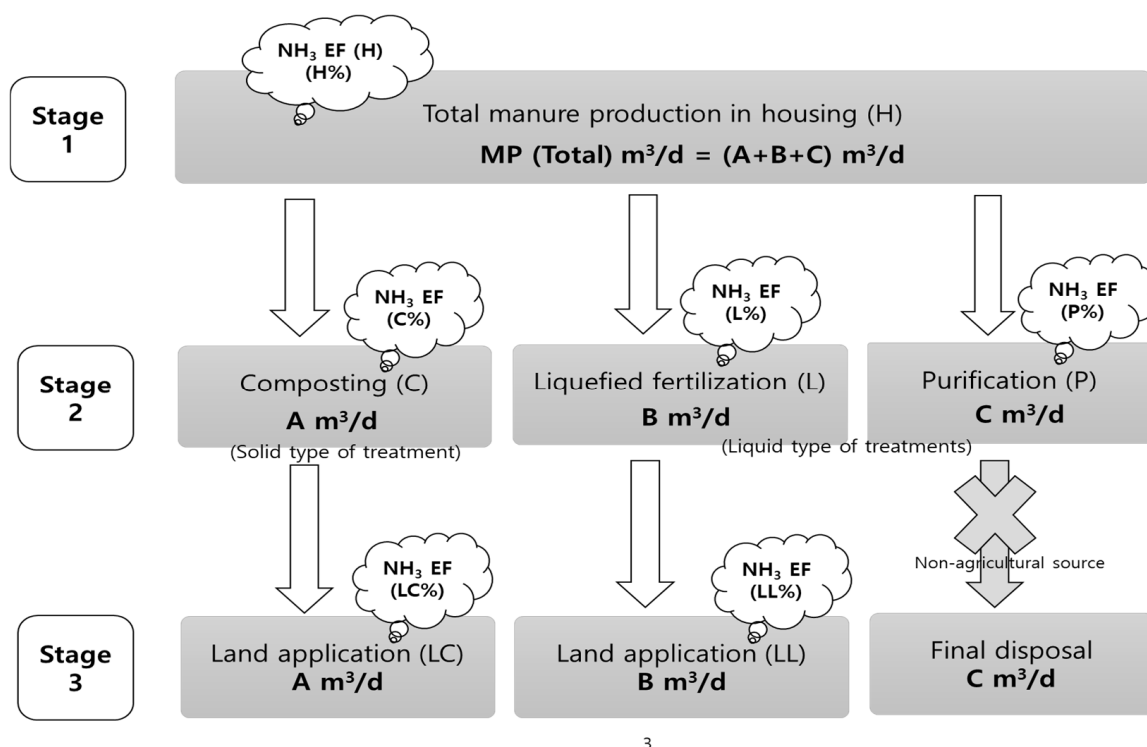 NH₃ EF (H)
(H%)
Stage
1
Total manure production in housing (H)
MP (Total) m³/d = (A+B+C) m³/d
NH₃ EF
(C%)
NH₃ EF
(L%)
NH₃ EF
(P%)
Stage
2
Composting (C)
A m³/d
(Solid type of treatment)
Liquefied fertilization (L)
B m³/d
Purification (P)
C m³/d
(Liquid type of treatments)
NH₃ EF
(LC%)
NH₃ EF
(LL%)
Non-agricultural source
Stage
3
Land application (LC)
A m³/d
Land application (LL)
B m³/d
Final disposal
C m³/d
3